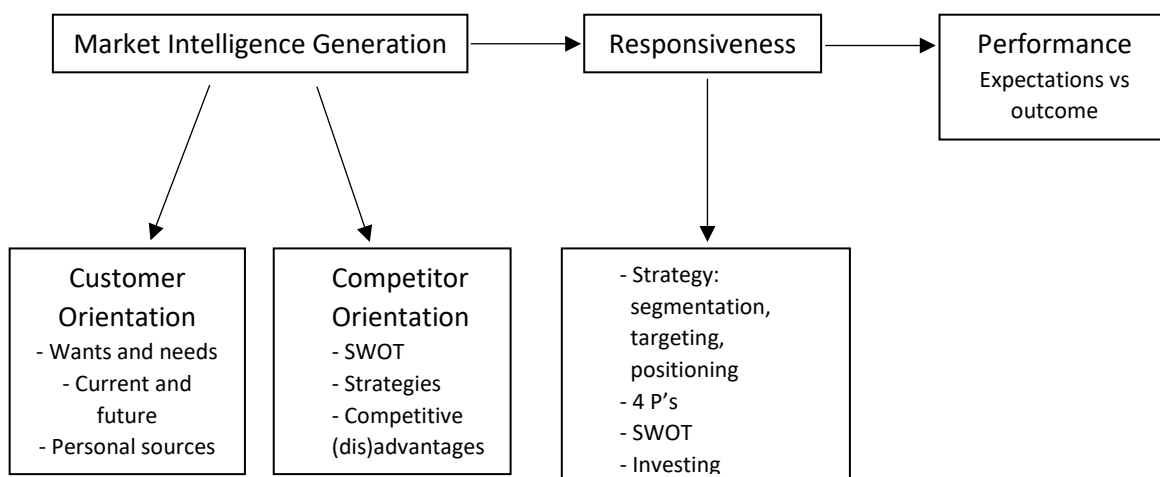 Market Intelligence Generation
Responsiveness
Performance
Expectations vs
outcome
Customer
Orientation
- Wants and needs
- Current and
future
- Personal sources
Competitor
Orientation
- SWOT
- Strategies
- Competitive
(dis)advantages
- Strategy:
segmentation,
targeting,
positioning
- 4 P’s
- SWOT
- Investing